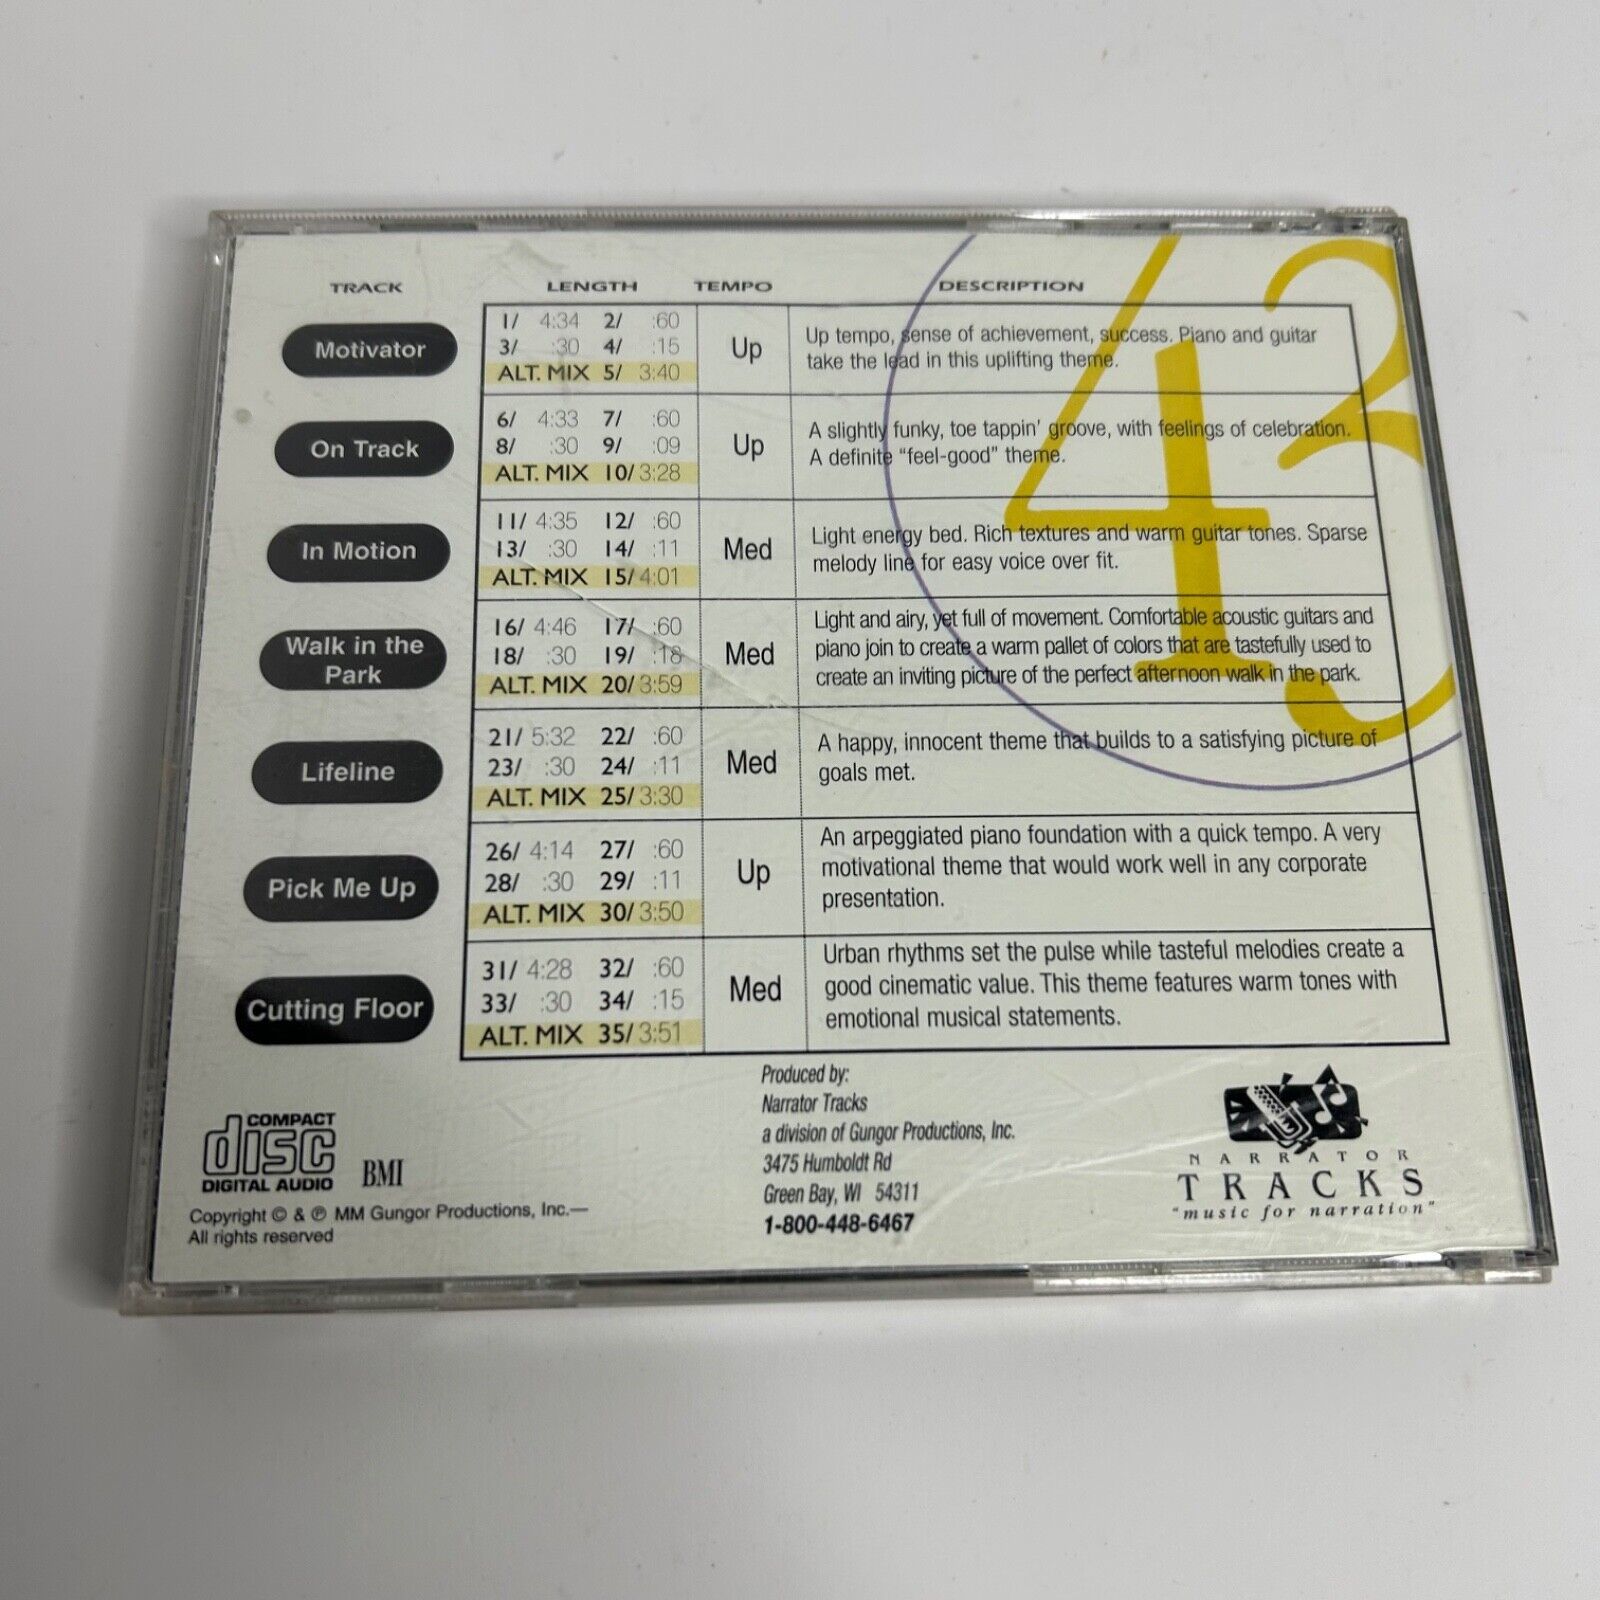 TRACK LENGTH TEMPO DESCRIPTION
43
Motivator
1/ 4:34 2/ :60
3/ :30 4/ :15
ALT. MIX 5/ 3:40
Up
Up tempo, sense of achievement, success. Piano and guitar
take the lead in this uplifting theme.
On Track
6/ 4:33 7/ :60
8/ :30 9/ :09
ALT. MIX 10/ 3:28
Up
A slightly funky, toe tappin' groove, with feelings of celebration.
A definite "feel-good" theme.
In Motion
11/ 4:35 12/ :60
13/ :30 14/ :11
ALT. MIX 15/ 4:01
Med
Light energy bed. Rich textures and warm guitar tones. Sparse
melody line for easy voice over fit.
Walk in the
Park
16/ 4:46 17/ :60
18/ :30 19/ :18
ALT. MIX 20/ 3:59
Med
Light and airy, yet full of movement. Comfortable acoustic guitars and
piano join to create a warm pallet of colors that are tastefully used to
create an inviting picture of the perfect afternoon walk in the park.
Lifeline
21/ 5:32 22/ :60
23/ :30 24/ :11
ALT. MIX 25/ 3:30
Med
A happy, innocent theme that builds to a satisfying picture of
goals met.
Pick Me Up
26/ 4:14 27/ :60
28/ :30 29/ :11
ALT. MIX 30/ 3:50
Up
An arpeggiated piano foundation with a quick tempo. A very
motivational theme that would work well in any corporate
presentation.
Cutting Floor
31/ 4:28 32/ :60
33/ :30 34/ :15
ALT. MIX 35/ 3:51
Med
Urban rhythms set the pulse while tasteful melodies create a
good cinematic value. This theme features warm tones with
emotional musical statements.
COMPACT
disc
DIGITAL AUDIO
BMI
Copyright © & ℗ MM Gungor Productions, Inc.—
All rights reserved
Produced by:
Narrator Tracks
a division of Gungor Productions, Inc.
3475 Humboldt Rd
Green Bay, WI 54311
1-800-448-6467
NARRATOR
TRACKS
"music for narration"